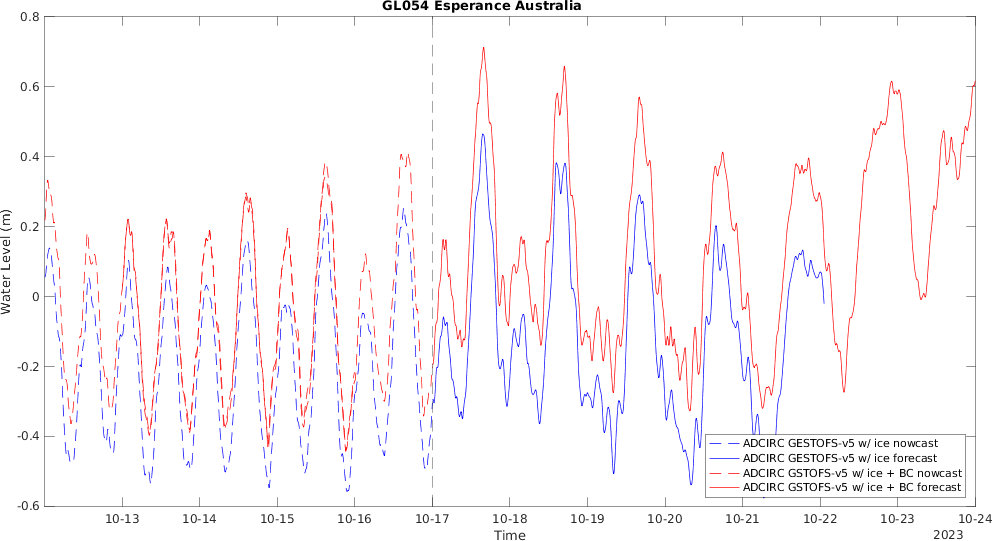 GL054 Esperance Australia
Water Level (m)
0.8
0.6
0.4
0.2
0
-0.2
-0.4
-0.6
ADCIRC GESTOFS-v5 w/ ice nowcast
ADCIRC GESTOFS-v5 w/ ice forecast
ADCIRC GSTOFS-v5 w/ ice + BC nowcast
ADCIRC GSTOFS-v5 w/ ice + BC forecast
10-13 10-14 10-15 10-16 10-17 10-18 10-19 10-20 10-21 10-22 10-23 10-24
Time
2023